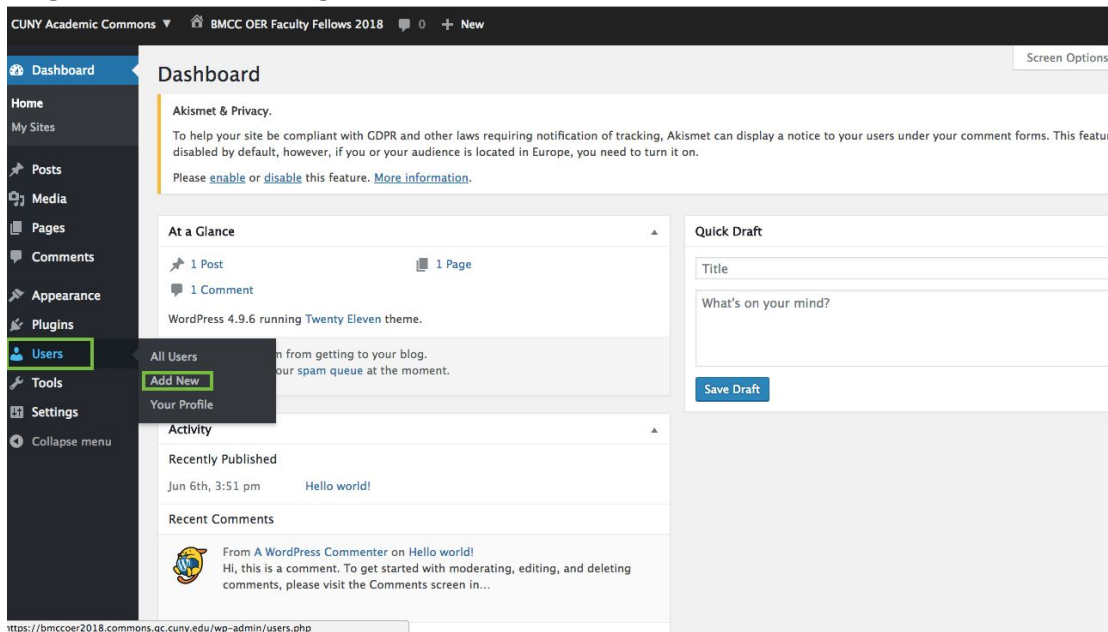 CUNY Academic Commons ▼ BMCC OER Faculty Fellows 2018 0 + New
Screen Options
Dashboard
Home
My Sites
Posts
Media
Pages
Comments
Appearance
Plugins
Users
Tools
Settings
Collapse menu
All Users
Add New
Your Profile
Dashboard
Akismet & Privacy.
To help your site be compliant with GDPR and other laws requiring notification of tracking, Akismet can display a notice to your users under your comment forms. This
disabled by default, however, if you or your audience is located in Europe, you need to turn it on.
Please enable or disable this feature. More information.
At a Glance
1 Post
1 Page
1 Comment
WordPress 4.9.6 running Twenty Eleven theme.
from getting to your blog.
spam queue at the moment.
Activity
Recently Published
Jun 6th, 3:51 pm Hello world!
Recent Comments
From A WordPress Commenter on Hello world!
Hi, this is a comment. To get started with moderating, editing, and deleting
comments, please visit the Comments screen in...
Quick Draft
Title
What's on your mind?
Save Draft
https://bmccoer2018.commons.gc.cuny.edu/wp-admin/users.php